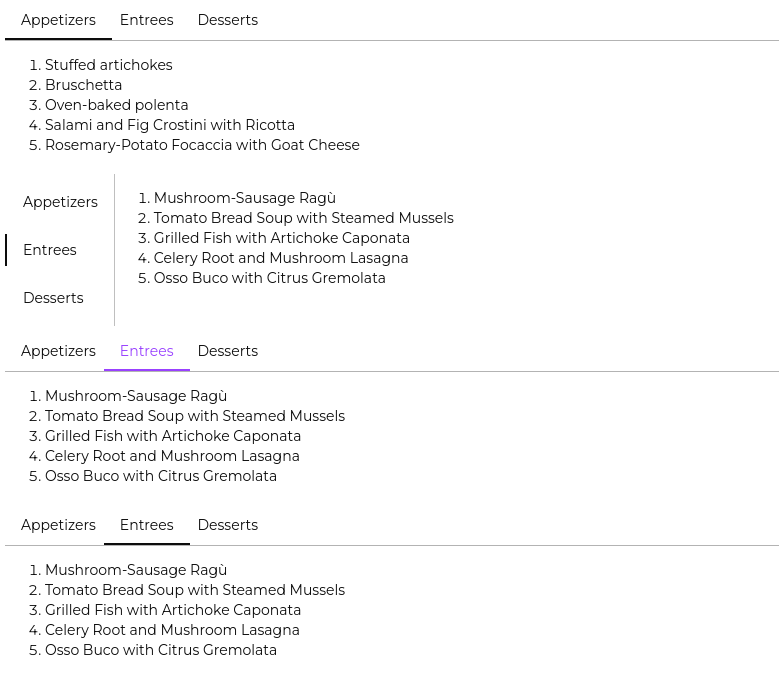 Appetizers Entrees Desserts
1. Stuffed artichokes
2. Bruschetta
3. Oven-baked polenta
4. Salami and Fig Crostini with Ricotta
5. Rosemary-Potato Focaccia with Goat Cheese
Appetizers
Entrees
Desserts
1. Mushroom-Sausage Ragù
2. Tomato Bread Soup with Steamed Mussels
3. Grilled Fish with Artichoke Caponata
4. Celery Root and Mushroom Lasagna
5. Osso Buco with Citrus Gremolata
Appetizers Entrees Desserts
1. Mushroom-Sausage Ragù
2. Tomato Bread Soup with Steamed Mussels
3. Grilled Fish with Artichoke Caponata
4. Celery Root and Mushroom Lasagna
5. Osso Buco with Citrus Gremolata
Appetizers Entrees Desserts
1. Mushroom-Sausage Ragù
2. Tomato Bread Soup with Steamed Mussels
3. Grilled Fish with Artichoke Caponata
4. Celery Root and Mushroom Lasagna
5. Osso Buco with Citrus Gremolata